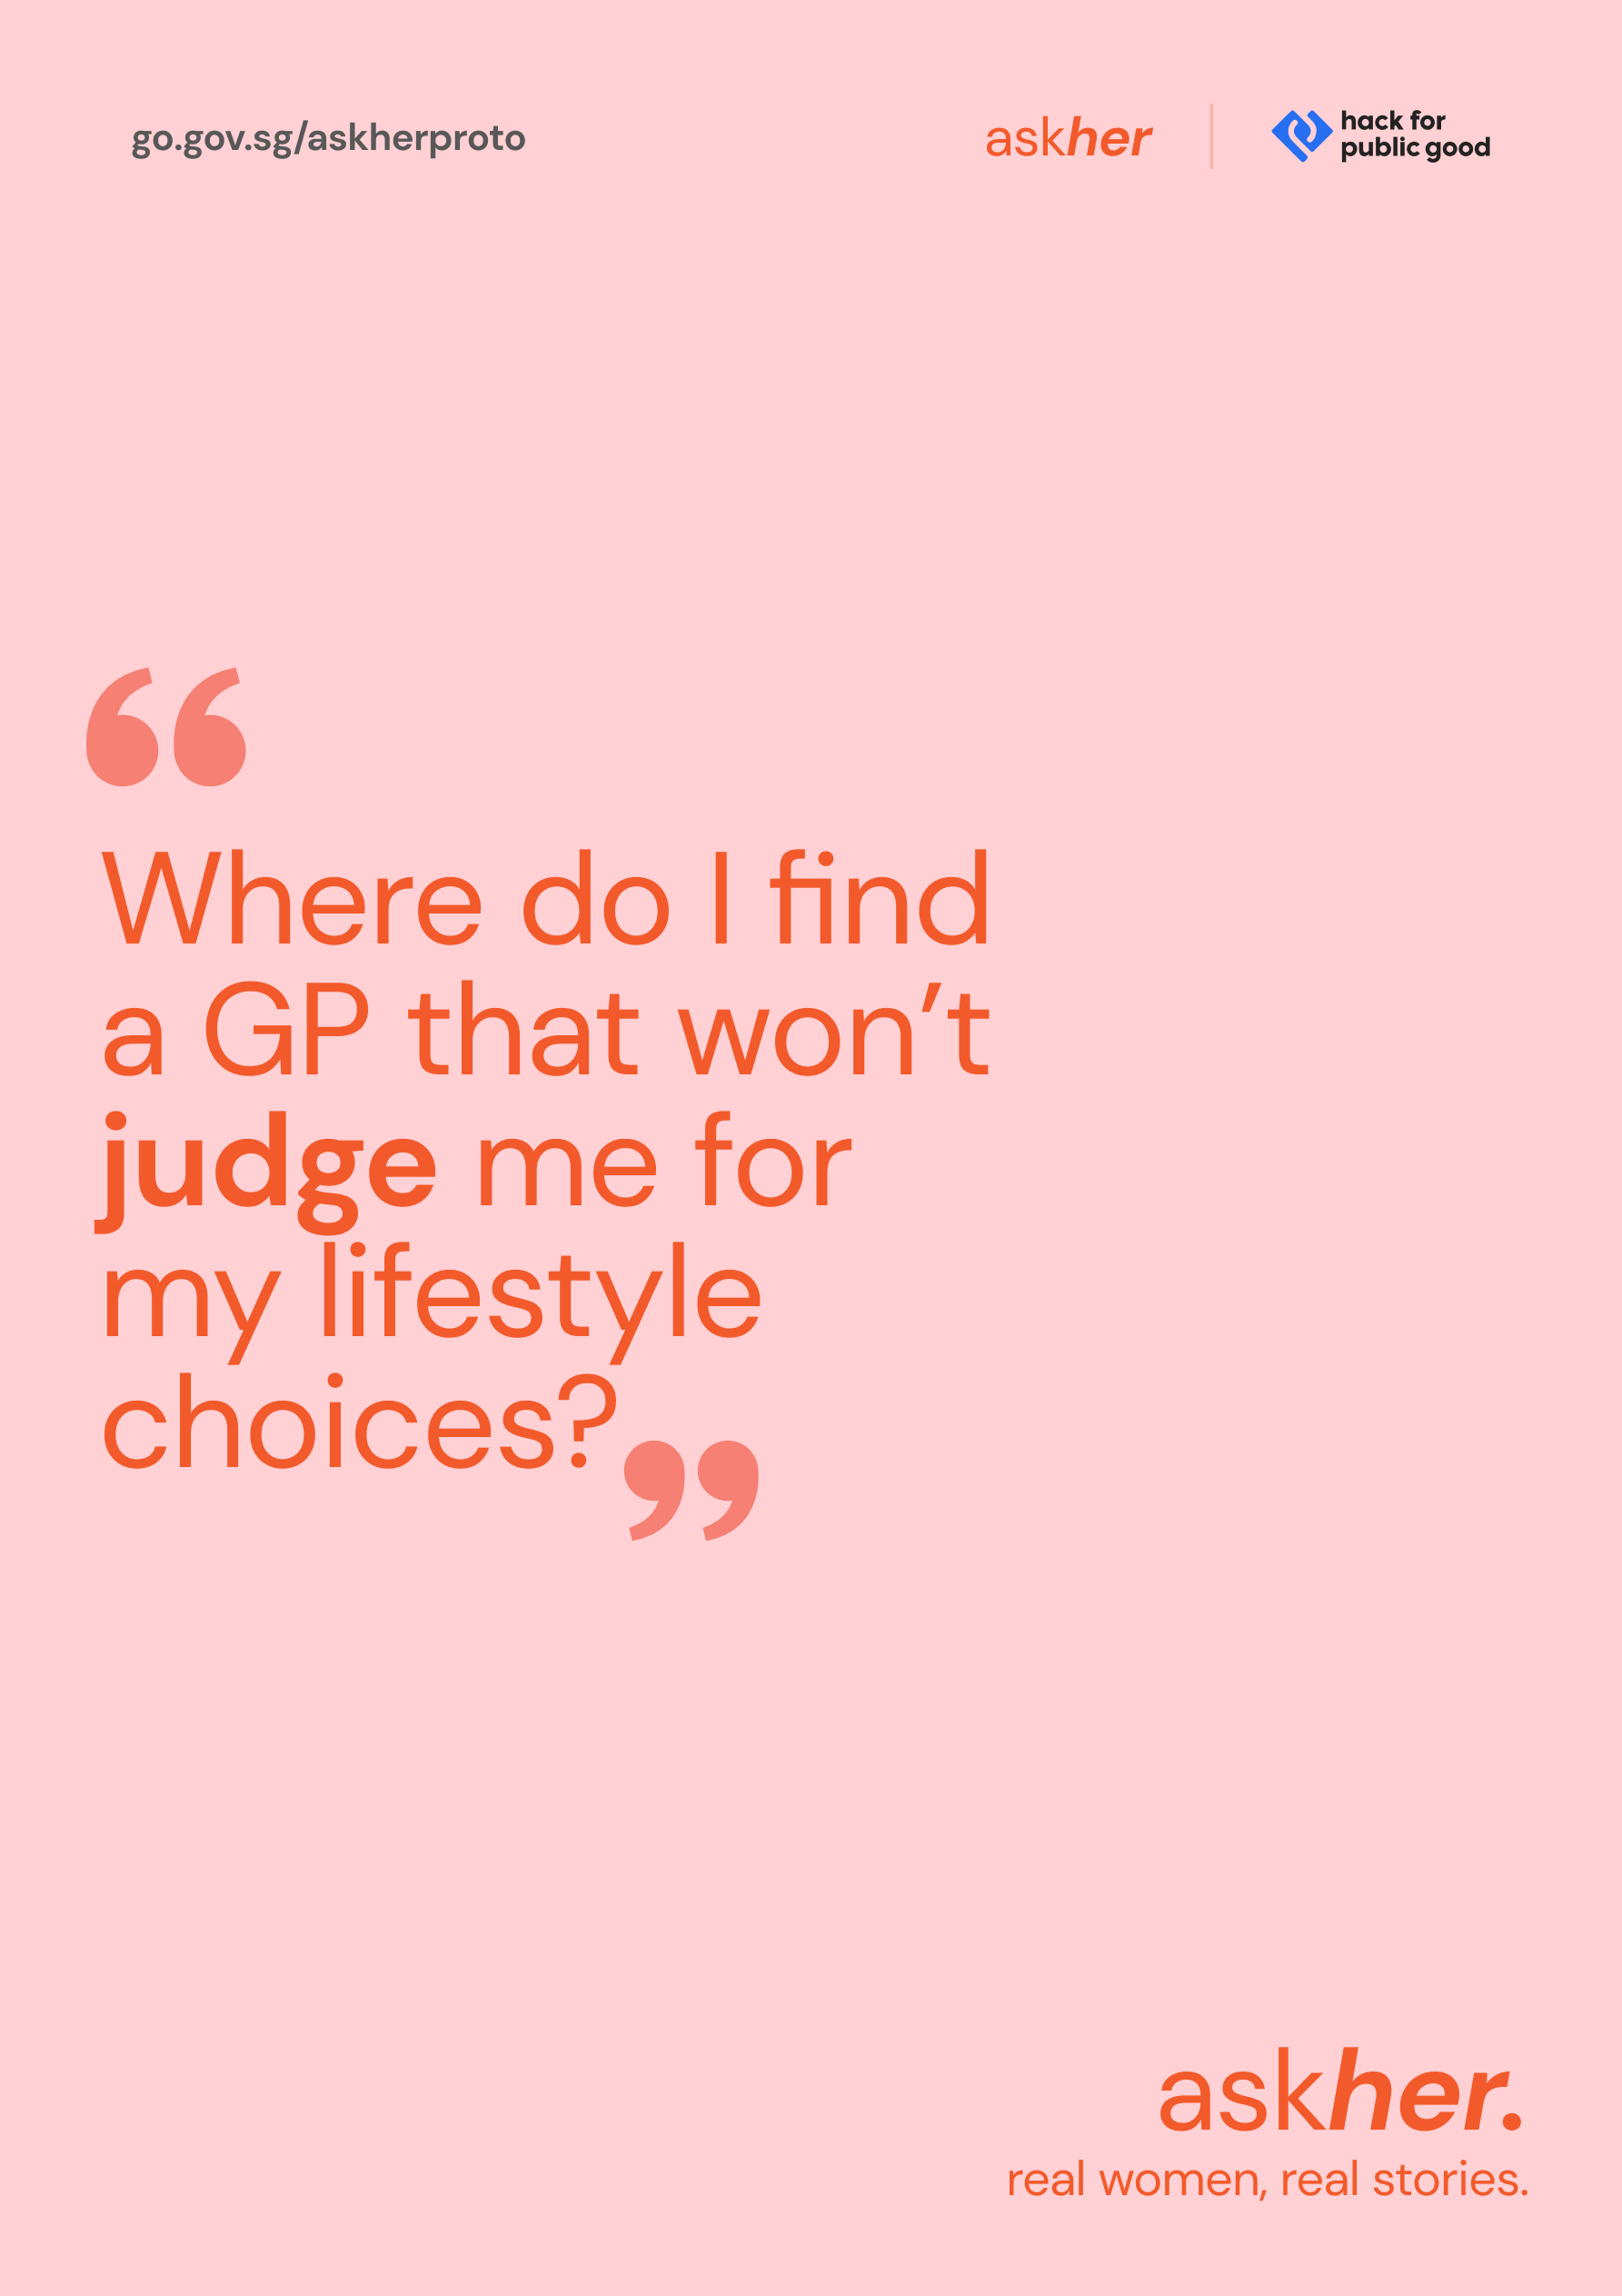 go.gov.sg/askherproto
askher
hack for
public good
“
Where do I find
a GP that won’t
judge me for
my lifestyle
choices?”
askher.
real women, real stories.